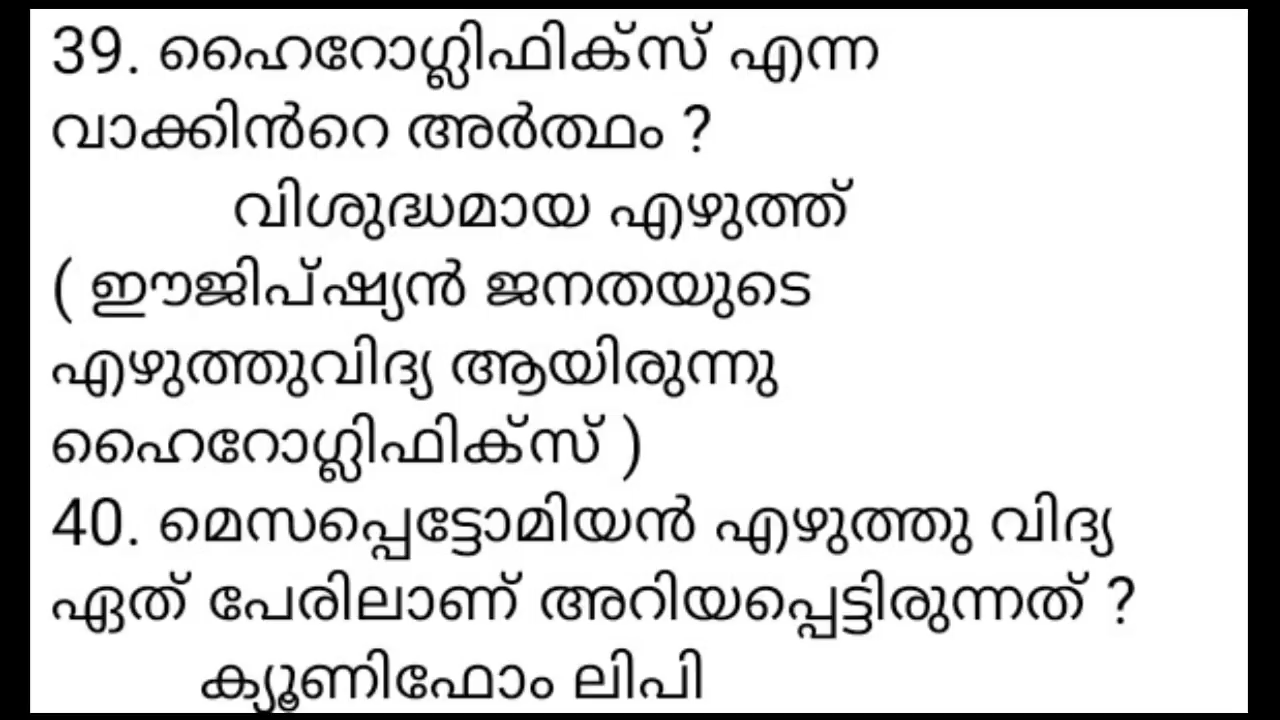 39. ഹൈറോഗ്ലിഫിക്സ് എന്ന
വാക്കിൻറെ അർത്ഥം ?
വിശുദ്ധമായ എഴുത്ത്
( ഈജിപ്ഷ്യൻ ജനതയുടെ
എഴുത്തുവിദ്യ ആയിരുന്നു
ഹൈറോഗ്ലിഫിക്സ് )
40. മെസപ്പെട്ടോമിയൻ എഴുത്തു വിദ്യ
ഏത് പേരിലാണ് അറിയപ്പെട്ടിരുന്നത് ?
ക്യൂണിഫോം ലിപി